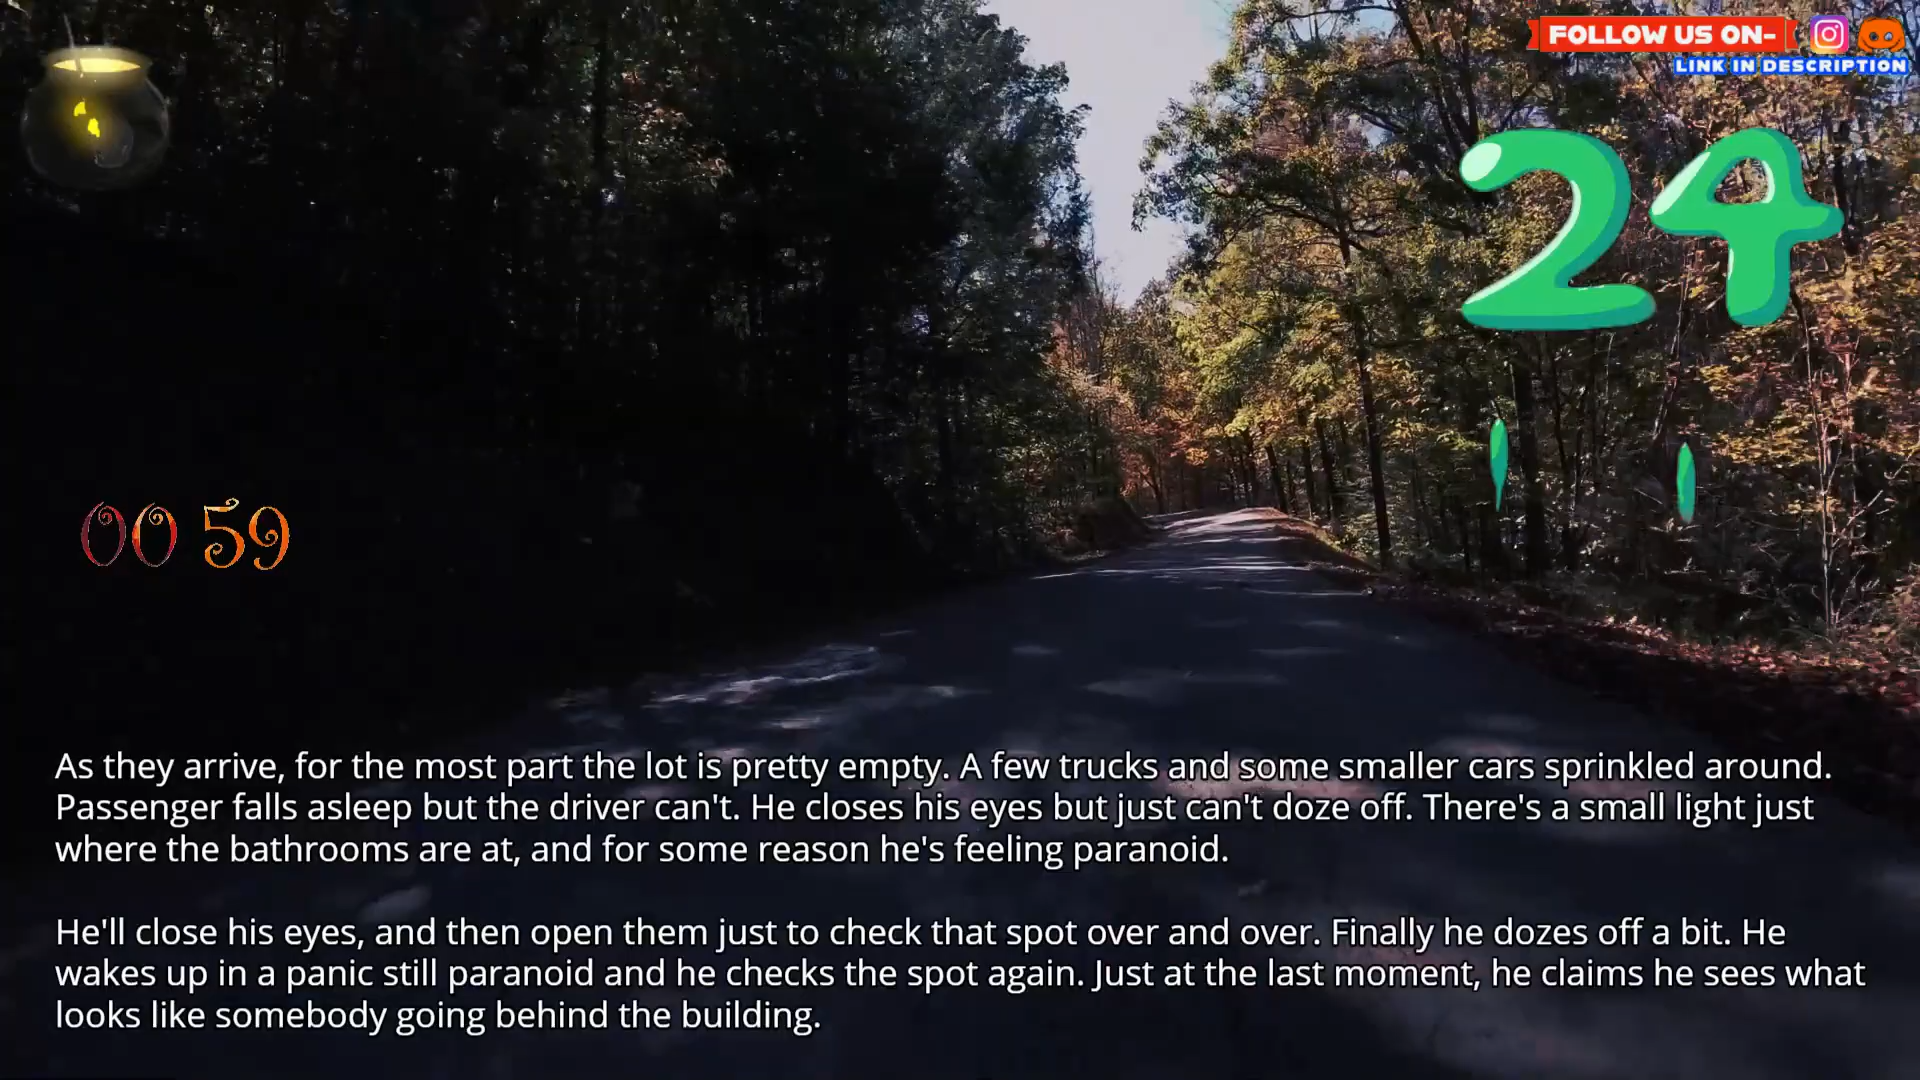 FOLLOW US ON-
LINK IN DESCRIPTION
24
00 59
As they arrive, for the most part the lot is pretty empty. A few trucks and some smaller cars sprinkled around.
Passenger falls asleep but the driver can't. He closes his eyes but just can't doze off. There's a small light just
where the bathrooms are at, and for some reason he's feeling paranoid.
He'll close his eyes, and then open them just to check that spot over and over. Finally he dozes off a bit. He
wakes up in a panic still paranoid and he checks the spot again. Just at the last moment, he claims he sees what
looks like somebody going behind the building.